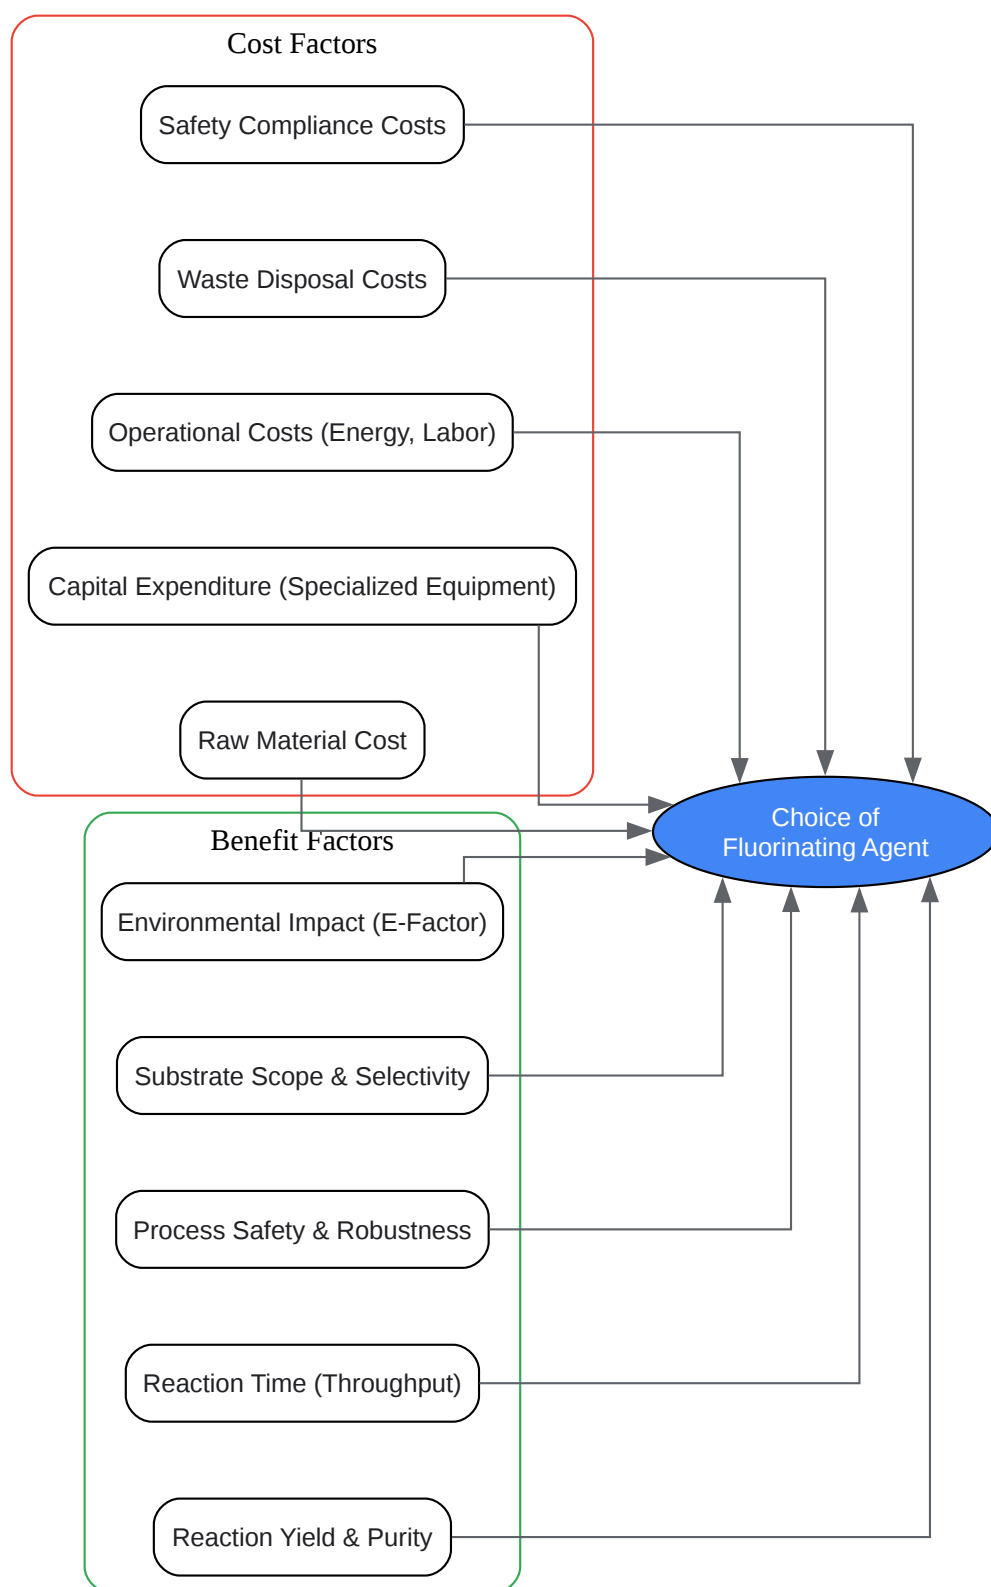 Cost Factors
Safety Compliance Costs
Waste Disposal Costs
Operational Costs (Energy, Labor)
Capital Expenditure (Specialized Equipment)
Raw Material Cost
Choice of
Fluorinating Agent
Benefit Factors
Environmental Impact (E-Factor)
Substrate Scope & Selectivity
Process Safety & Robustness
Reaction Time (Throughput)
Reaction Yield & Purity